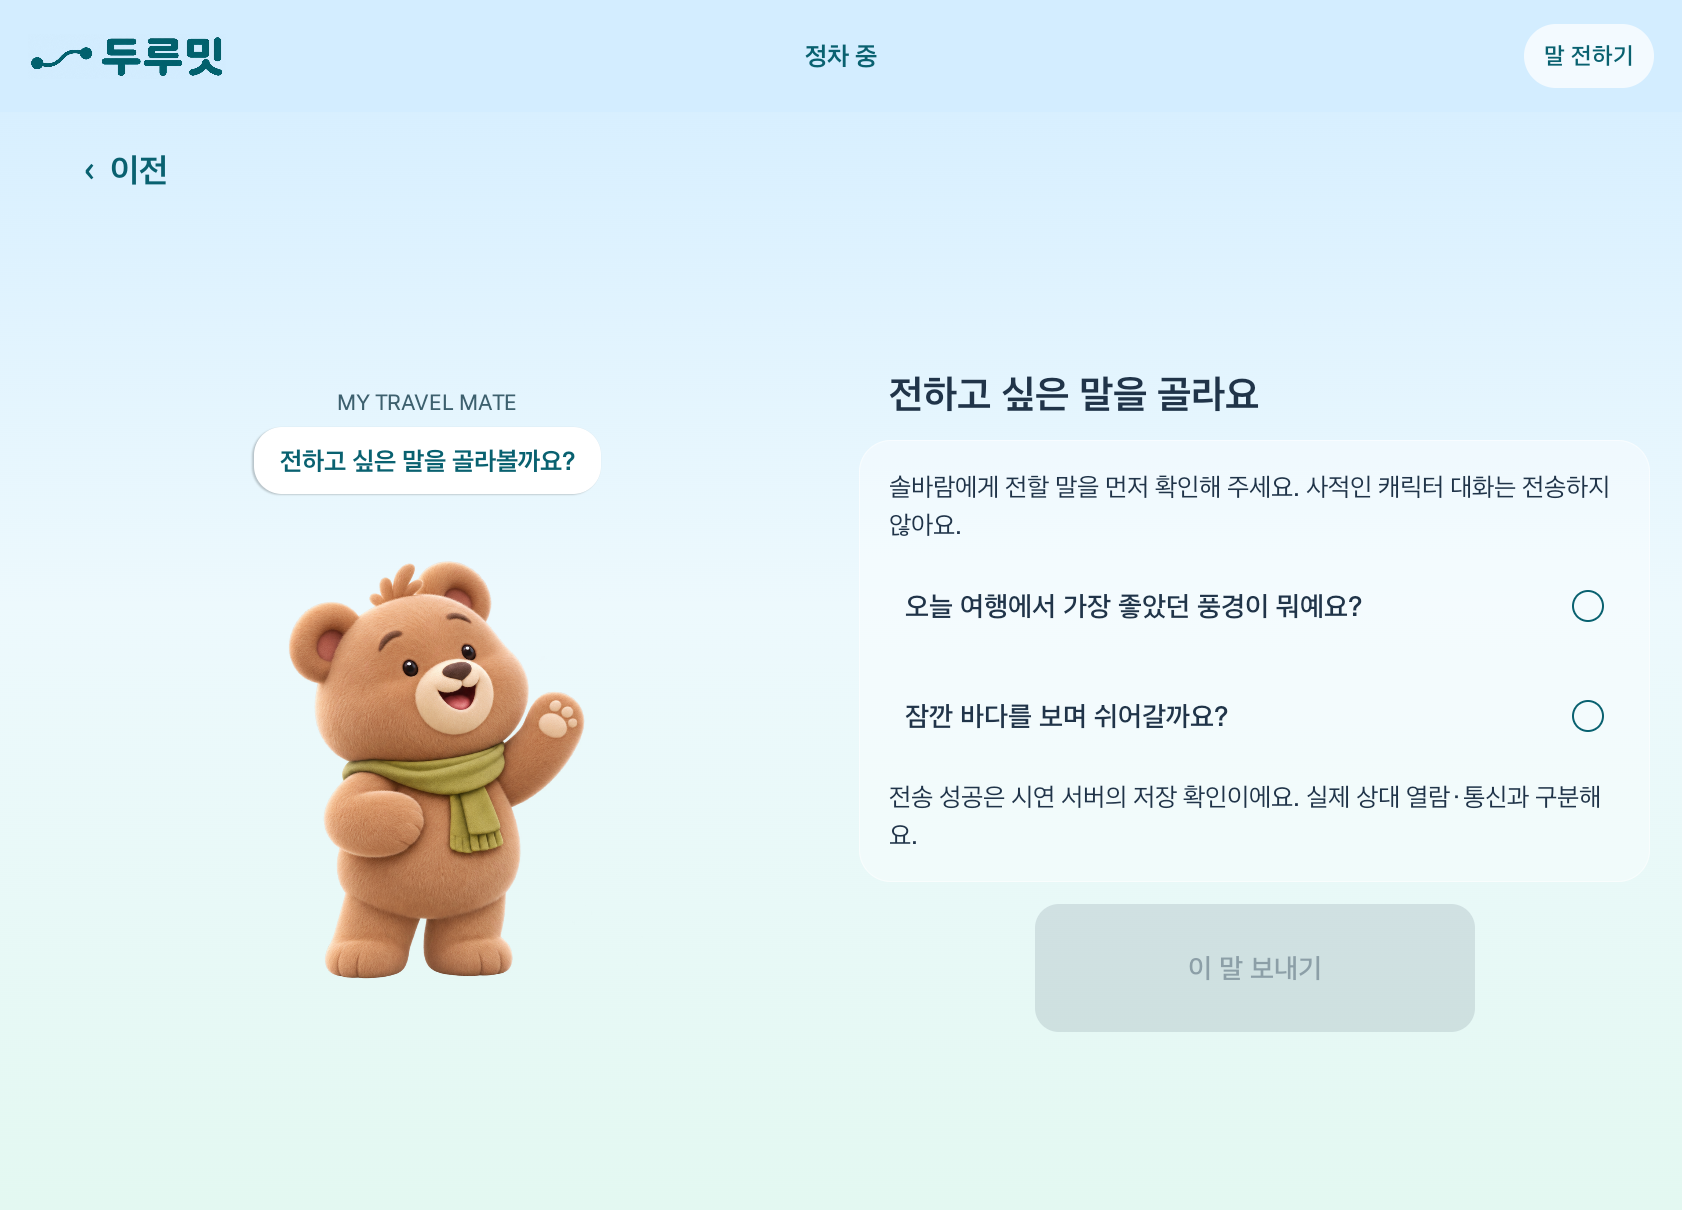 두루밋
정차 중
말 전하기
‹ 이전
MY TRAVEL MATE
전하고 싶은 말을 골라볼까요?
전하고 싶은 말을 골라요
솔바람에게 전할 말을 먼저 확인해 주세요. 사적인 캐릭터 대화는 전송하지
않아요.
오늘 여행에서 가장 좋았던 풍경이 뭐예요?
잠깐 바다를 보며 쉬어갈까요?
전송 성공은 시연 서버의 저장 확인이에요. 실제 상대 열람·통신과 구분해
요.
이 말 보내기